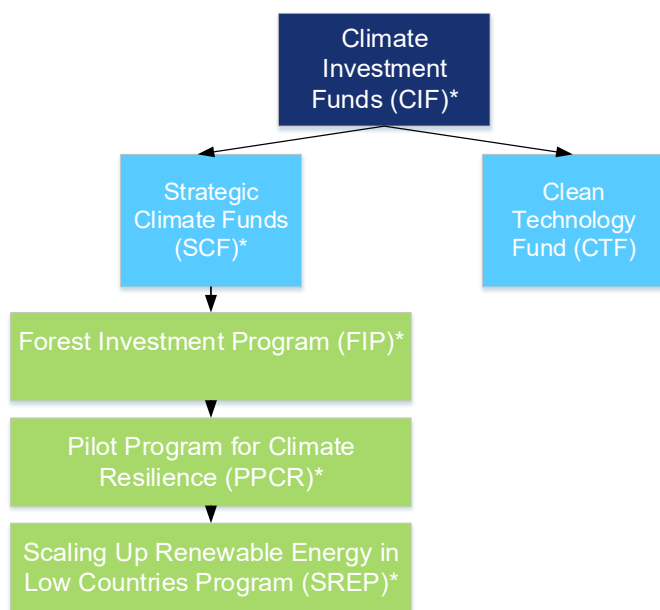 Climate
Investment
Funds (CIF)*
Strategic
Climate Funds
(SCF)*
Clean
Technology
Fund (CTF)
Forest Investment Program (FIP)*
Pilot Program for Climate
Resilience (PPCR)*
Scaling Up Renewable Energy in
Low Countries Program (SREP)*